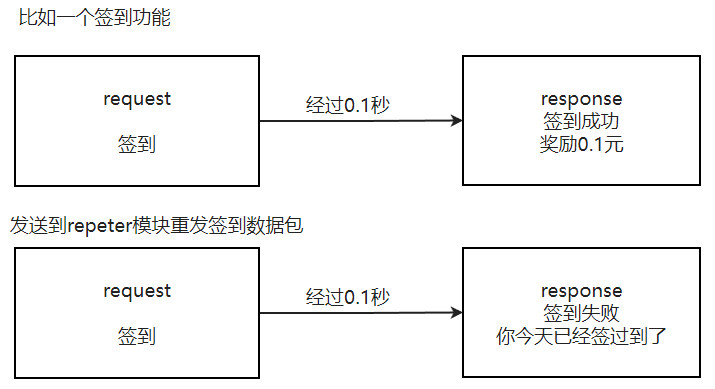 比如一个签到功能
request
签到
经过0.1秒
response
签到成功
奖励0.1元
发送到repeter模块重发签到数据包
request
签到
经过0.1秒
response
签到失败
你今天已经签过到了